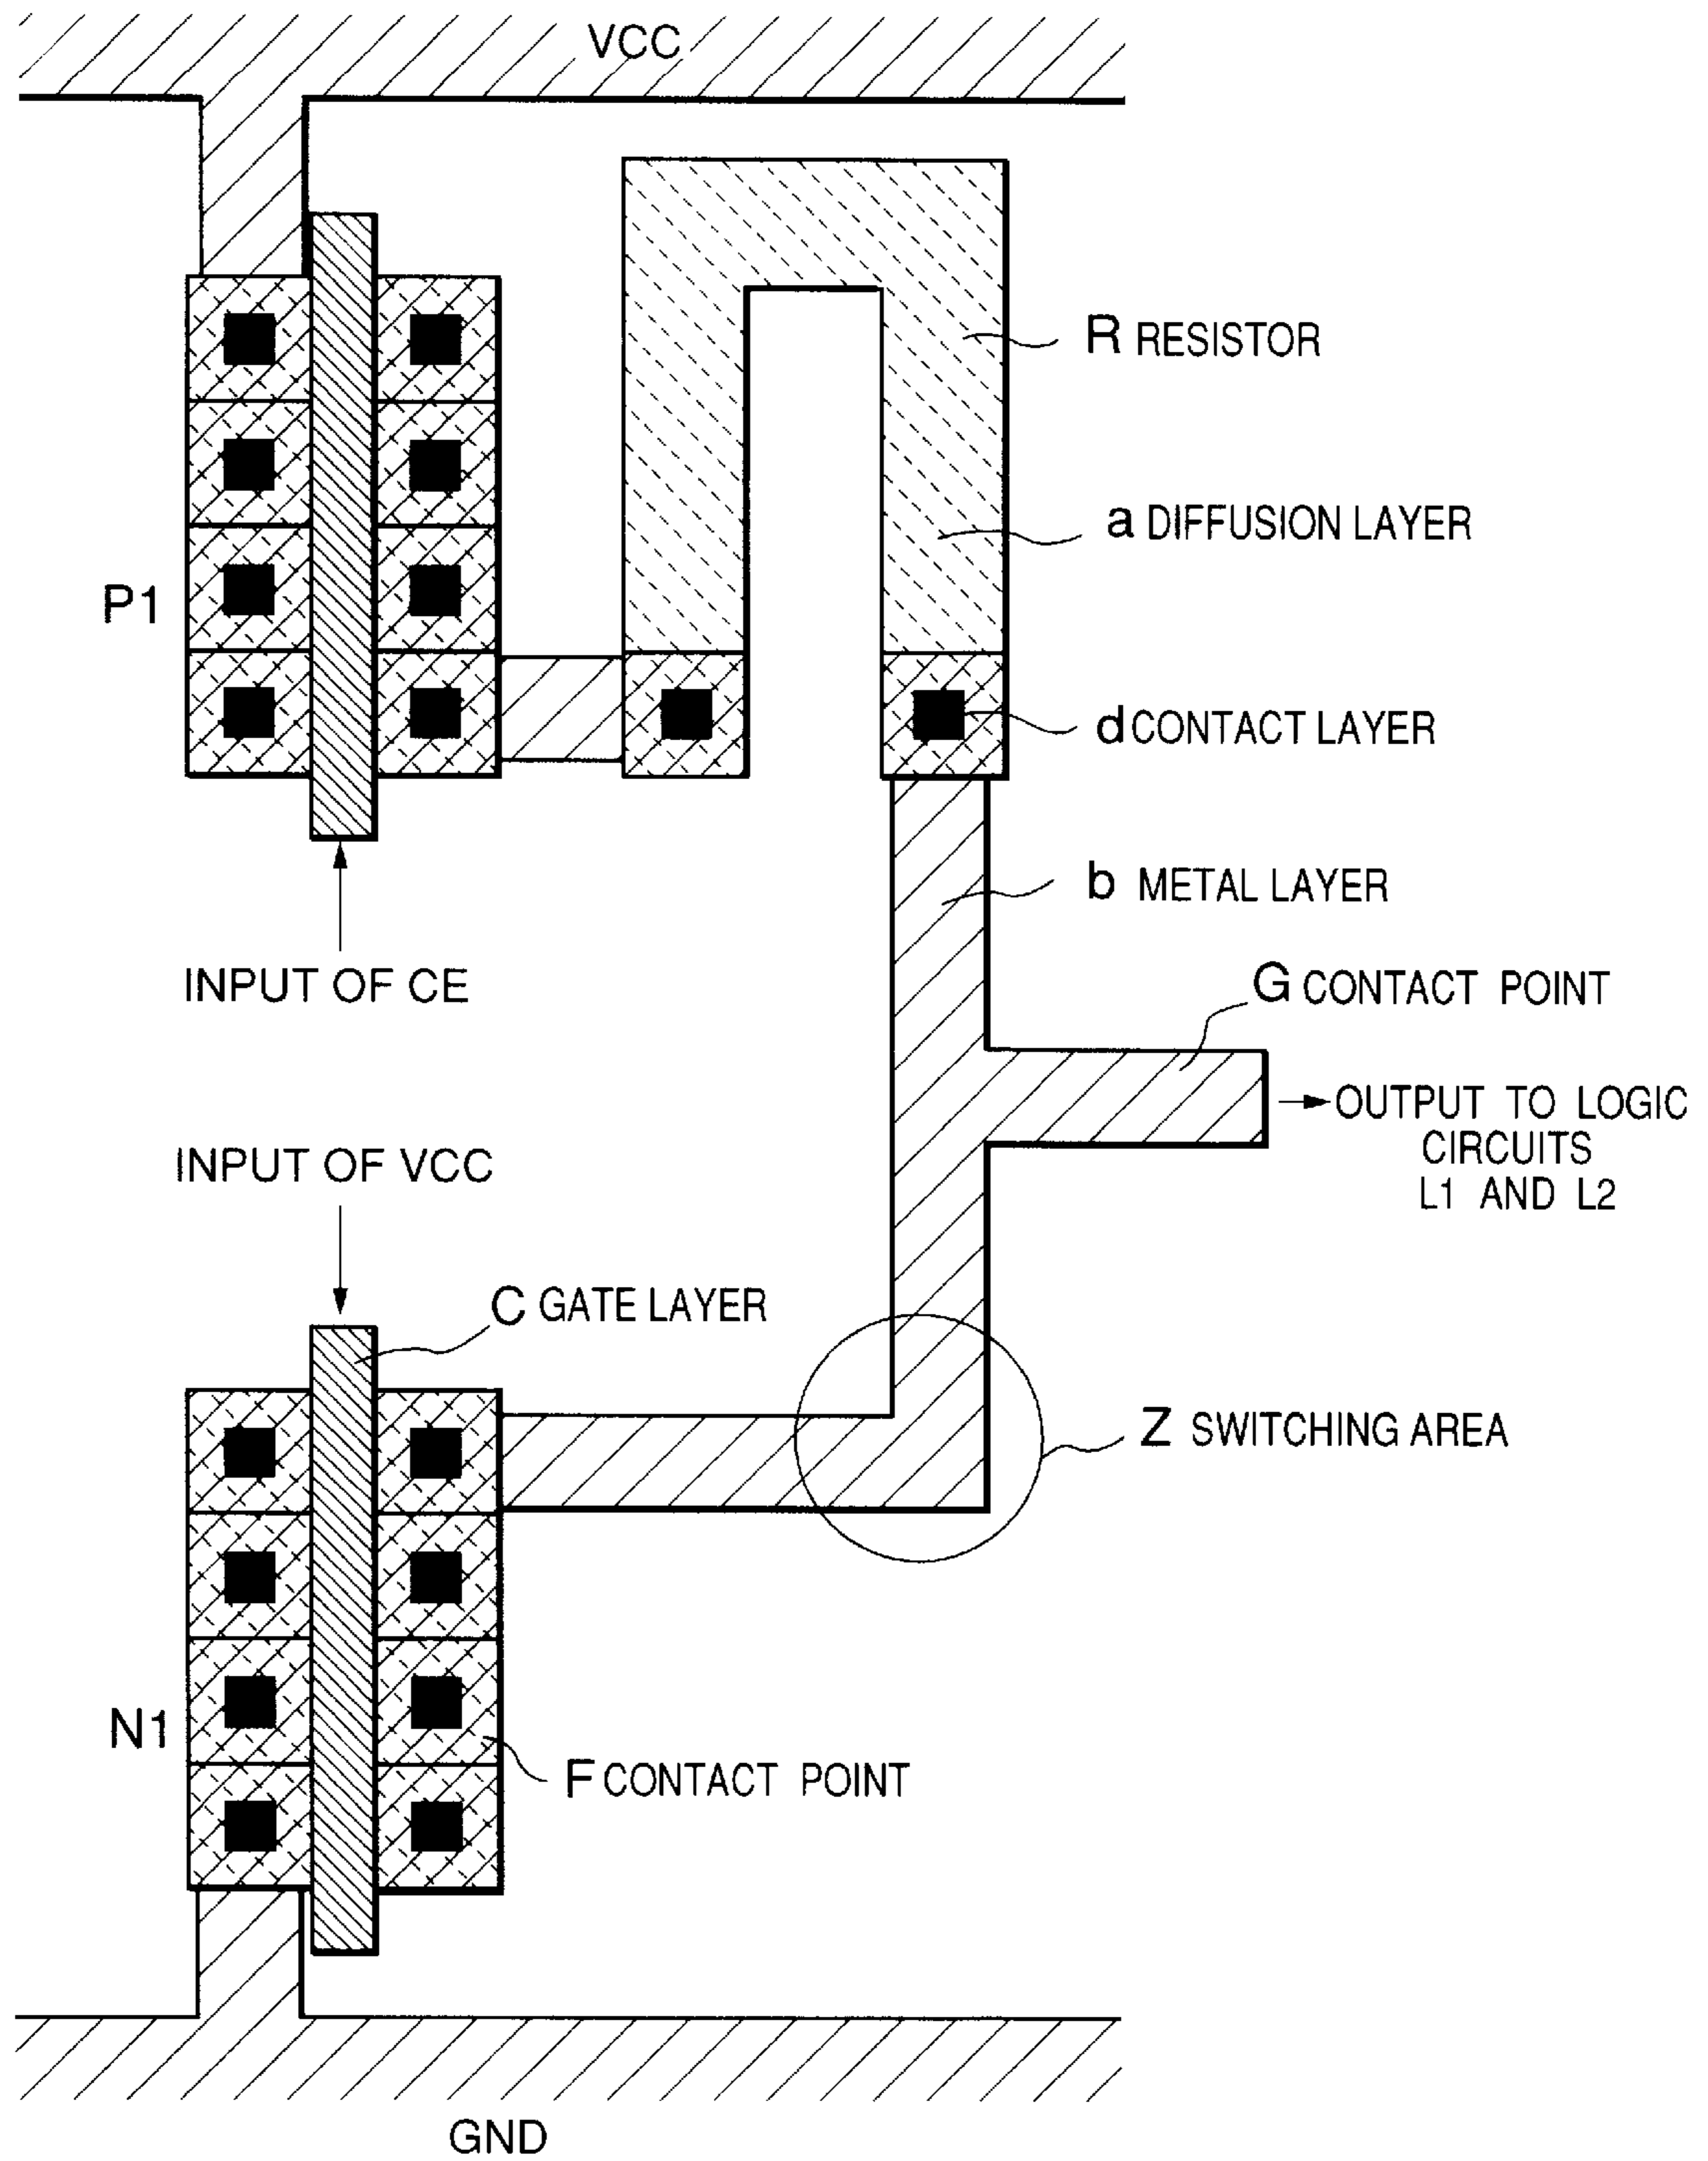 VCC
R RESISTOR
a DIFFUSION LAYER
P1
d CONTACT LAYER
b METAL LAYER
INPUT OF CE
G CONTACT POINT
OUTPUT TO LOGIC
CIRCUITS
L1 AND L2
INPUT OF VCC
C GATE LAYER
Z SWITCHING AREA
N1
F CONTACT POINT
GND